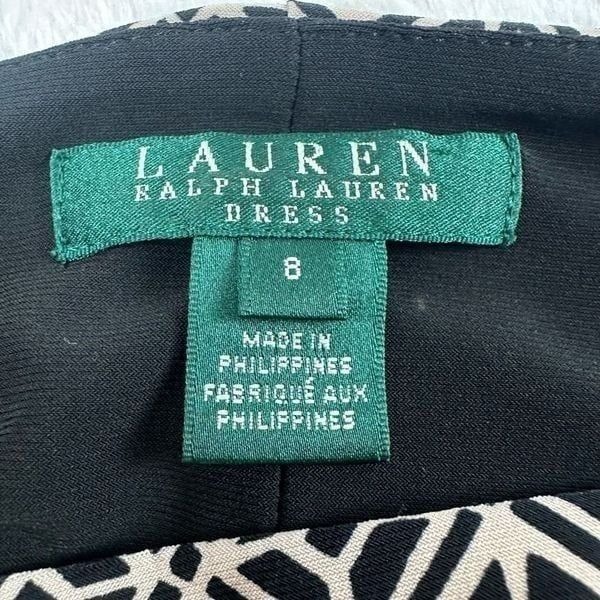 LAUREN
RALPH LAUREN
DRESS
8
MADE IN
PHILIPPINES
FABRIQUÉ AUX
PHILIPPINES